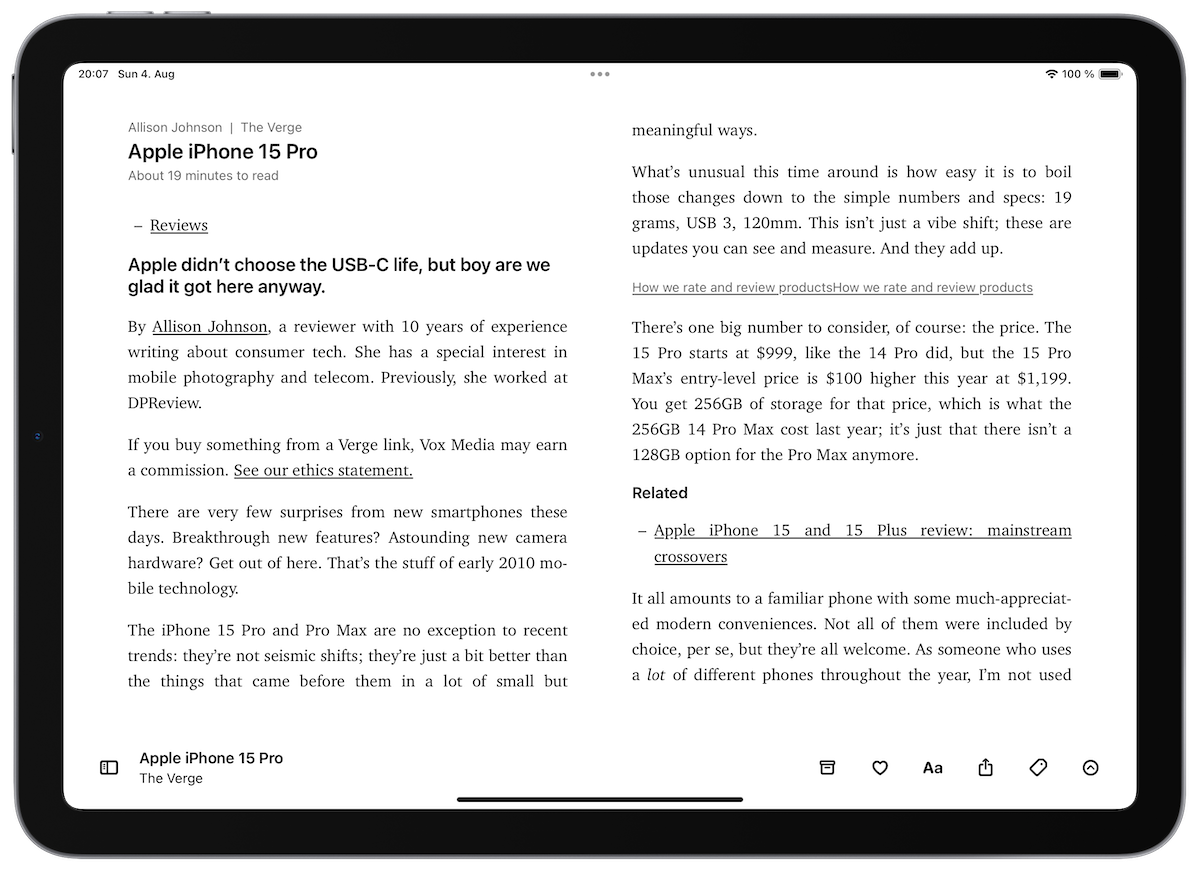 20:07 Sun 4. Aug
100 %
Allison Johnson | The Verge
Apple iPhone 15 Pro
About 19 minutes to read
– Reviews
Apple didn’t choose the USB-C life, but boy are we
glad it got here anyway.
By Allison Johnson, a reviewer with 10 years of experience
writing about consumer tech. She has a special interest in
mobile photography and telecom. Previously, she worked at
DPReview.
If you buy something from a Verge link, Vox Media may earn
a commission. See our ethics statement.
There are very few surprises from new smartphones these
days. Breakthrough new features? Astounding new camera
hardware? Get out of here. That’s the stuff of early 2010 mo-
bile technology.
The iPhone 15 Pro and Pro Max are no exception to recent
trends: they’re not seismic shifts; they’re just a bit better than
the things that came before them in a lot of small but
meaningful ways.
What’s unusual this time around is how easy it is to boil
those changes down to the simple numbers and specs: 19
grams, USB 3, 120mm. This isn’t just a vibe shift; these are
updates you can see and measure. And they add up.
How we rate and review productsHow we rate and review products
There’s one big number to consider, of course: the price. The
15 Pro starts at $999, like the 14 Pro did, but the 15 Pro
Max’s entry-level price is $100 higher this year at $1,199.
You get 256GB of storage for that price, which is what the
256GB 14 Pro Max cost last year; it’s just that there isn’t a
128GB option for the Pro Max anymore.
Related
– Apple iPhone 15 and 15 Plus review: mainstream
crossovers
It all amounts to a familiar phone with some much-appreciat-
ed modern conveniences. Not all of them were included by
choice, per se, but they’re all welcome. As someone who uses
a lot of different phones throughout the year, I’m not used
Apple iPhone 15 Pro
The Verge
Aa